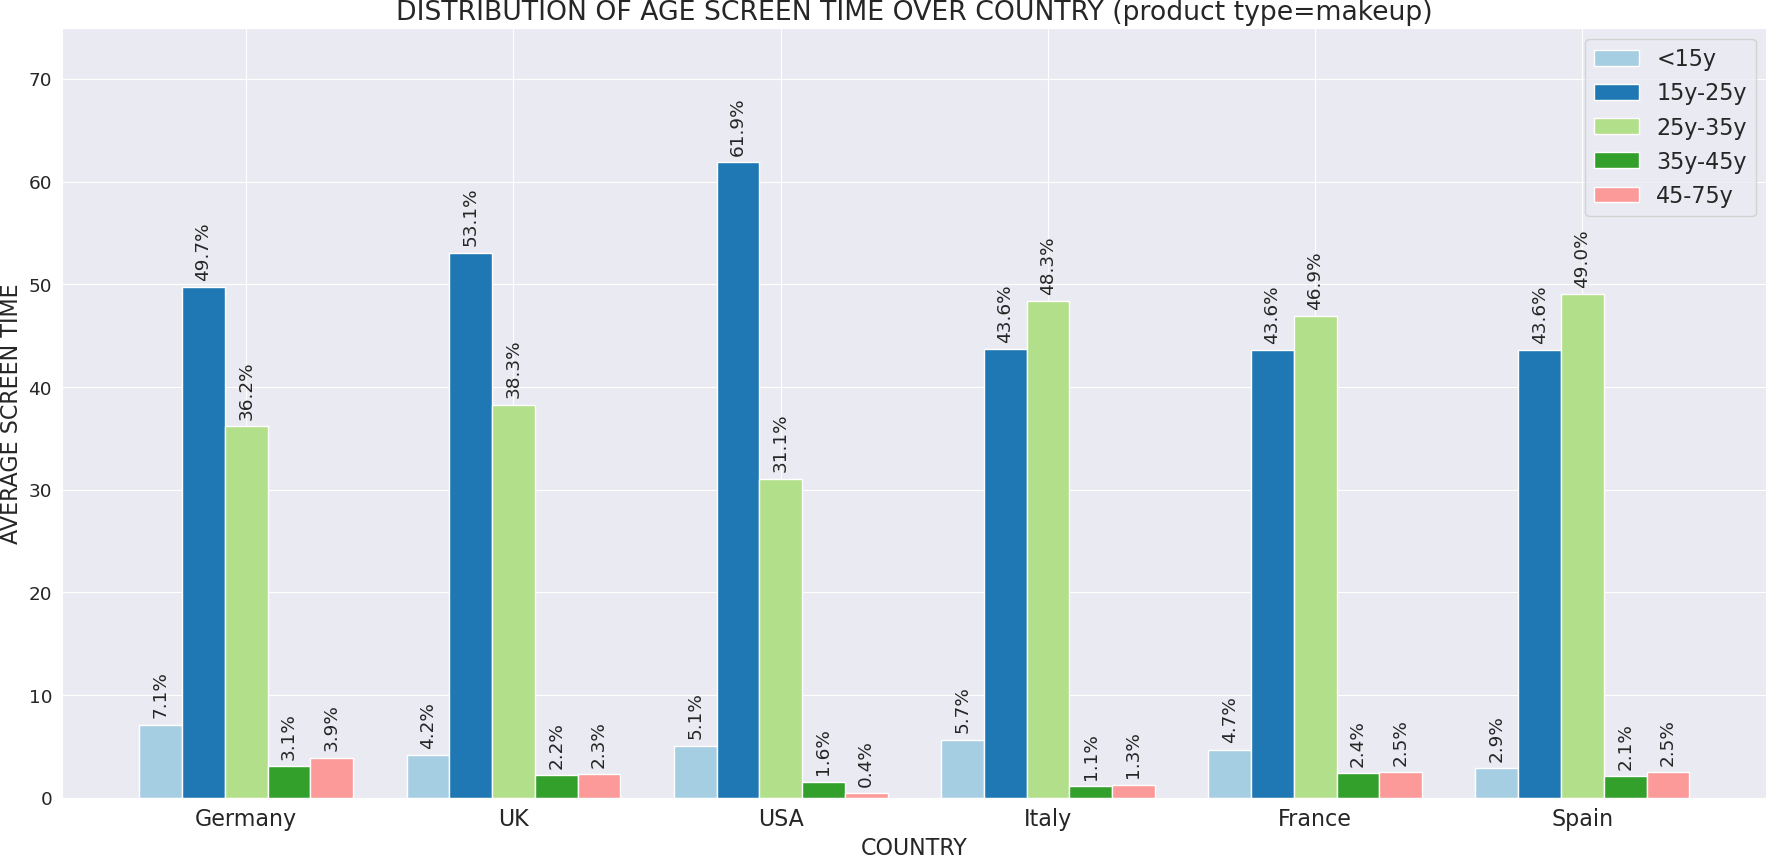 DISTRIBUTION OF AGE SCREEN TIME OVER COUNTRY (product type=makeup)
<15y
15y-25y
25y-35y
35y-45y
45-75y
AVERAGE SCREEN TIME
70
60
50
40
30
20
10
0
7.1%
49.7%
36.2%
3.1%
3.9%
4.2%
53.1%
38.3%
2.2%
2.3%
5.1%
61.9%
31.1%
1.6%
0.4%
5.7%
43.6%
48.3%
1.1%
1.3%
4.7%
43.6%
46.9%
2.4%
2.5%
2.9%
43.6%
49.0%
2.1%
2.5%
Germany
UK
USA
Italy
France
Spain
COUNTRY